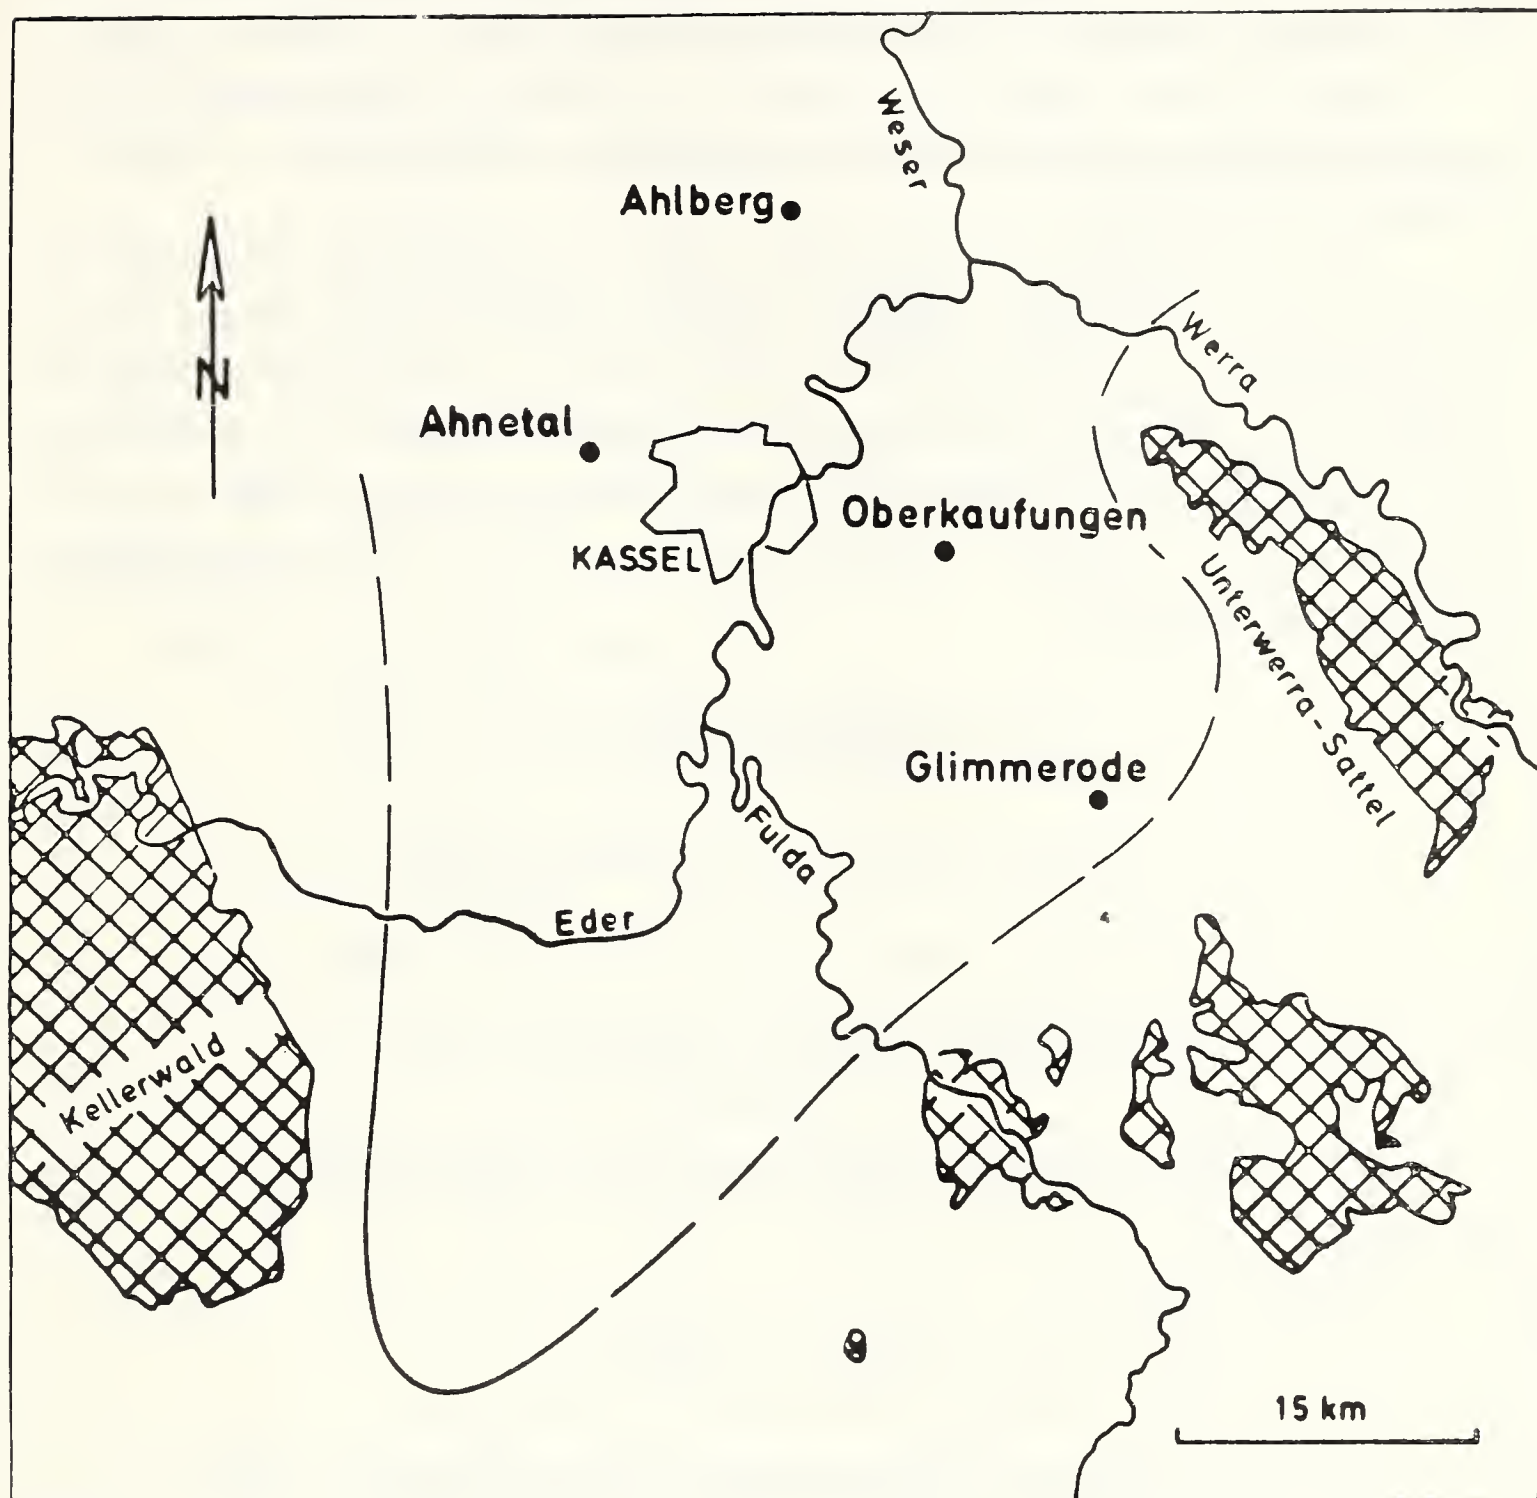 Weser
Ahlberg
N
Werra
Ahnetal
Oberkaufungen
KASSEL
Unterwerra-Sattel
Glimmerode
Fulda
Eder
Kellerwald
15 km